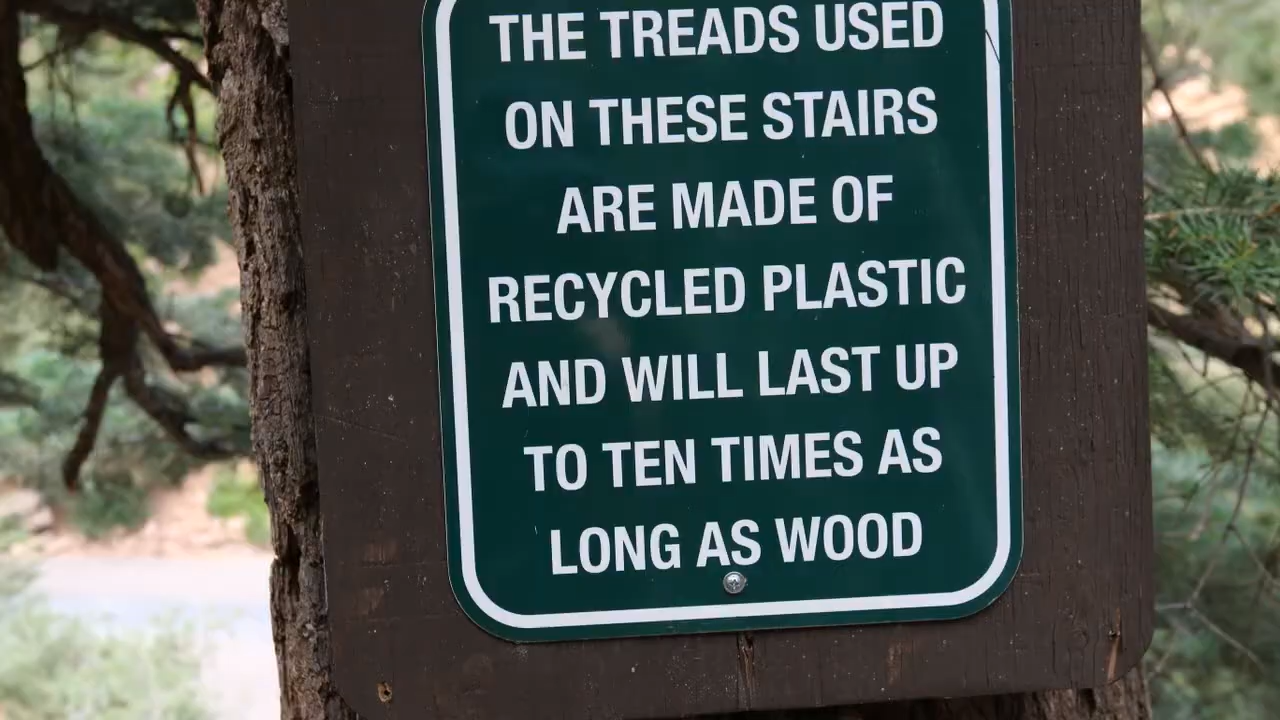 THE TREADS USED
ON THESE STAIRS
ARE MADE OF
RECYCLED PLASTIC
AND WILL LAST UP
TO TEN TIMES AS
LONG AS WOOD